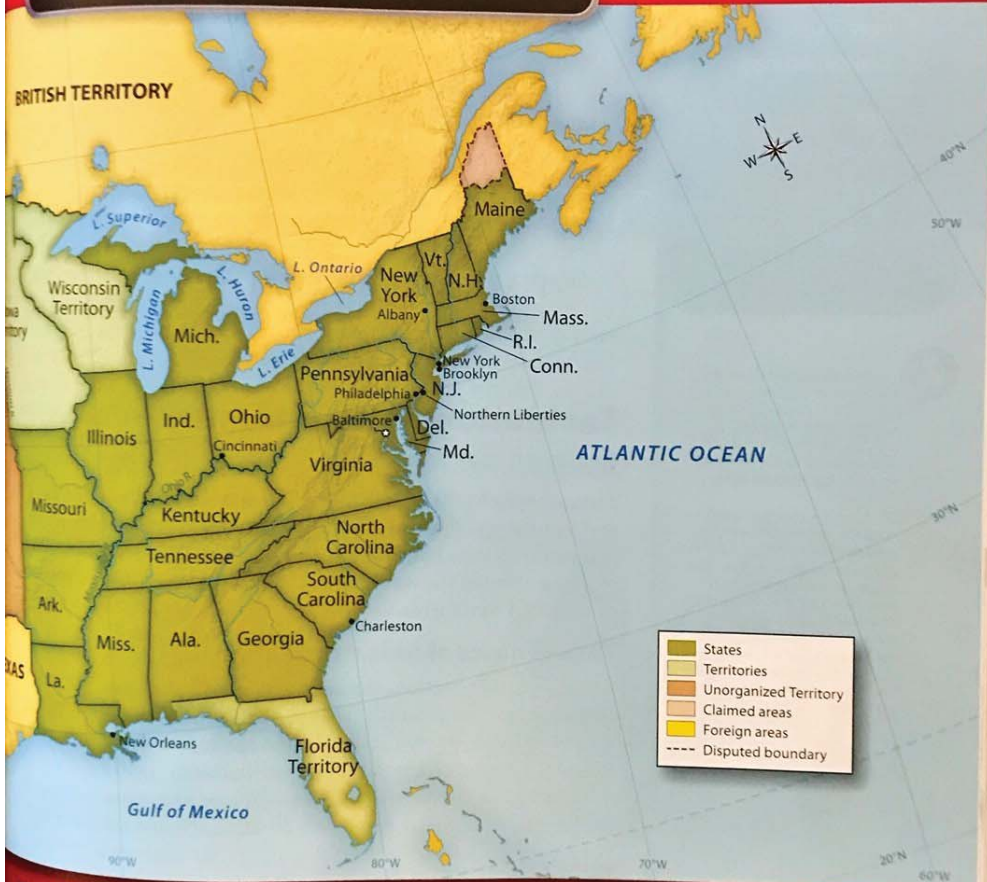 BRITISH TERRITORY
N
E
W
S
40°N
50°W
Maine
L. Superior
L. Ontario
Vt.
N.H.
New
York
Albany
Wisconsin
Territory
L. Michigan
L. Huron
Boston
Mass.
Mich.
R.I.
L. Erie
Conn.
New York
Brooklyn
Pennsylvania
Philadelphia
N.J.
Northern Liberties
Ind.
Ohio
Baltimore
Del.
Illinois
Cincinnati
Md.
ATLANTIC OCEAN
Virginia
Ohio R.
Missouri
Kentucky
30°N
North
Carolina
Tennessee
South
Carolina
Ark.
Charleston
Miss.
Ala.
Georgia
XAS
La.
States
Territories
Unorganized Territory
Claimed areas
Foreign areas
Disputed boundary
New Orleans
Florida
Territory
Gulf of Mexico
90°W
80°W
70°W
20°N
60°W